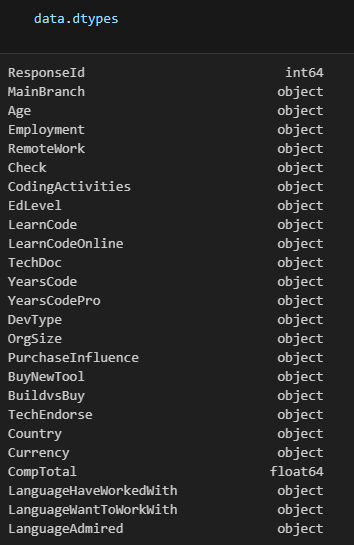 data.dtypes
ResponseId int64
MainBranch object
Age object
Employment object
RemoteWork object
Check object
CodingActivities object
EdLevel object
LearnCode object
LearnCodeOnline object
TechDoc object
YearsCode object
YearsCodePro object
DevType object
OrgSize object
PurchaseInfluence object
BuyNewTool object
BuildvsBuy object
TechEndorse object
Country object
Currency object
CompTotal float64
LanguageHaveWorkedWith object
LanguageWantToWorkWith object
LanguageAdmired object